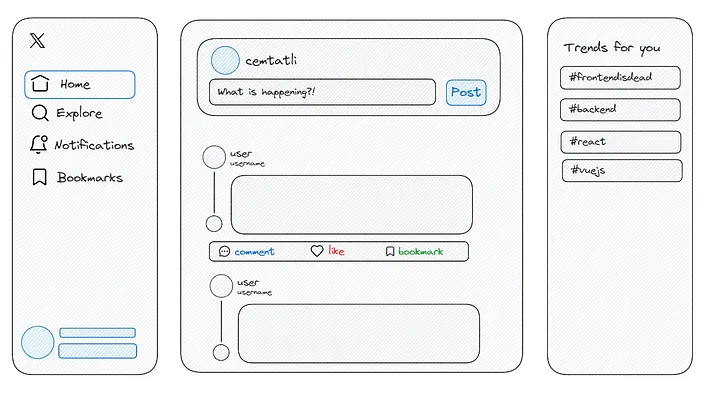 Home
Explore
Notifications
Bookmarks
cemtatli
What is happening?!
Post
user
username
comment
like
bookmark
user
username
Trends for you
#frontendisdead
#backend
#react
#vuejs